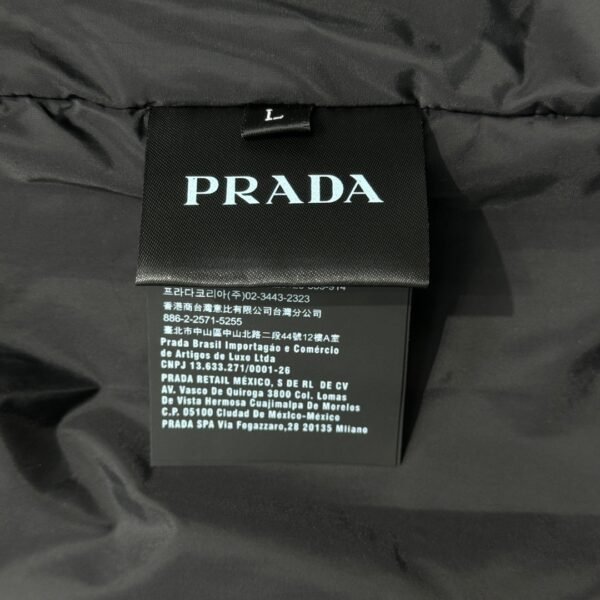 L
PRADA
프라다코리아(주)02-3443-2323
香港商台灣意比有限公司台灣分公司
886-2-2571-5255
臺北市中山區中山北路二段44號12樓A室
Prada Brasil Importação e Comércio
de Artigos de Luxo Ltda
CNPJ 13.633.271/0001-26
PRADA RETAIL MÉXICO, S DE RL DE CV
AV. Vasco De Quiroga 3800 Col. Lomas
De Vista Hermosa Cuajimalpa De Morelos
C.P. 05100 Ciudad De México-México
PRADA SPA Via Fogazzaro,28 20135 Milano